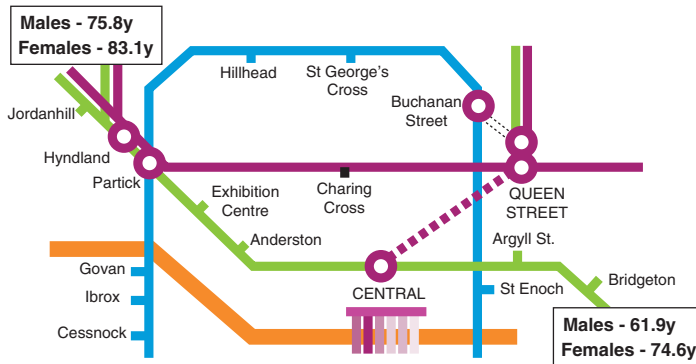 Males - 75.8y
Females - 83.1y
Hillhead
St George's
Cross
Buchanan
Street
Jordanhill
Hyndland
Partick
Exhibition
Centre
Charing
Cross
QUEEN
STREET
Anderston
Argyll St.
Govan
Ibrox
Cessnock
CENTRAL
St Enoch
Bridgeton
Males - 61.9y
Females - 74.6y